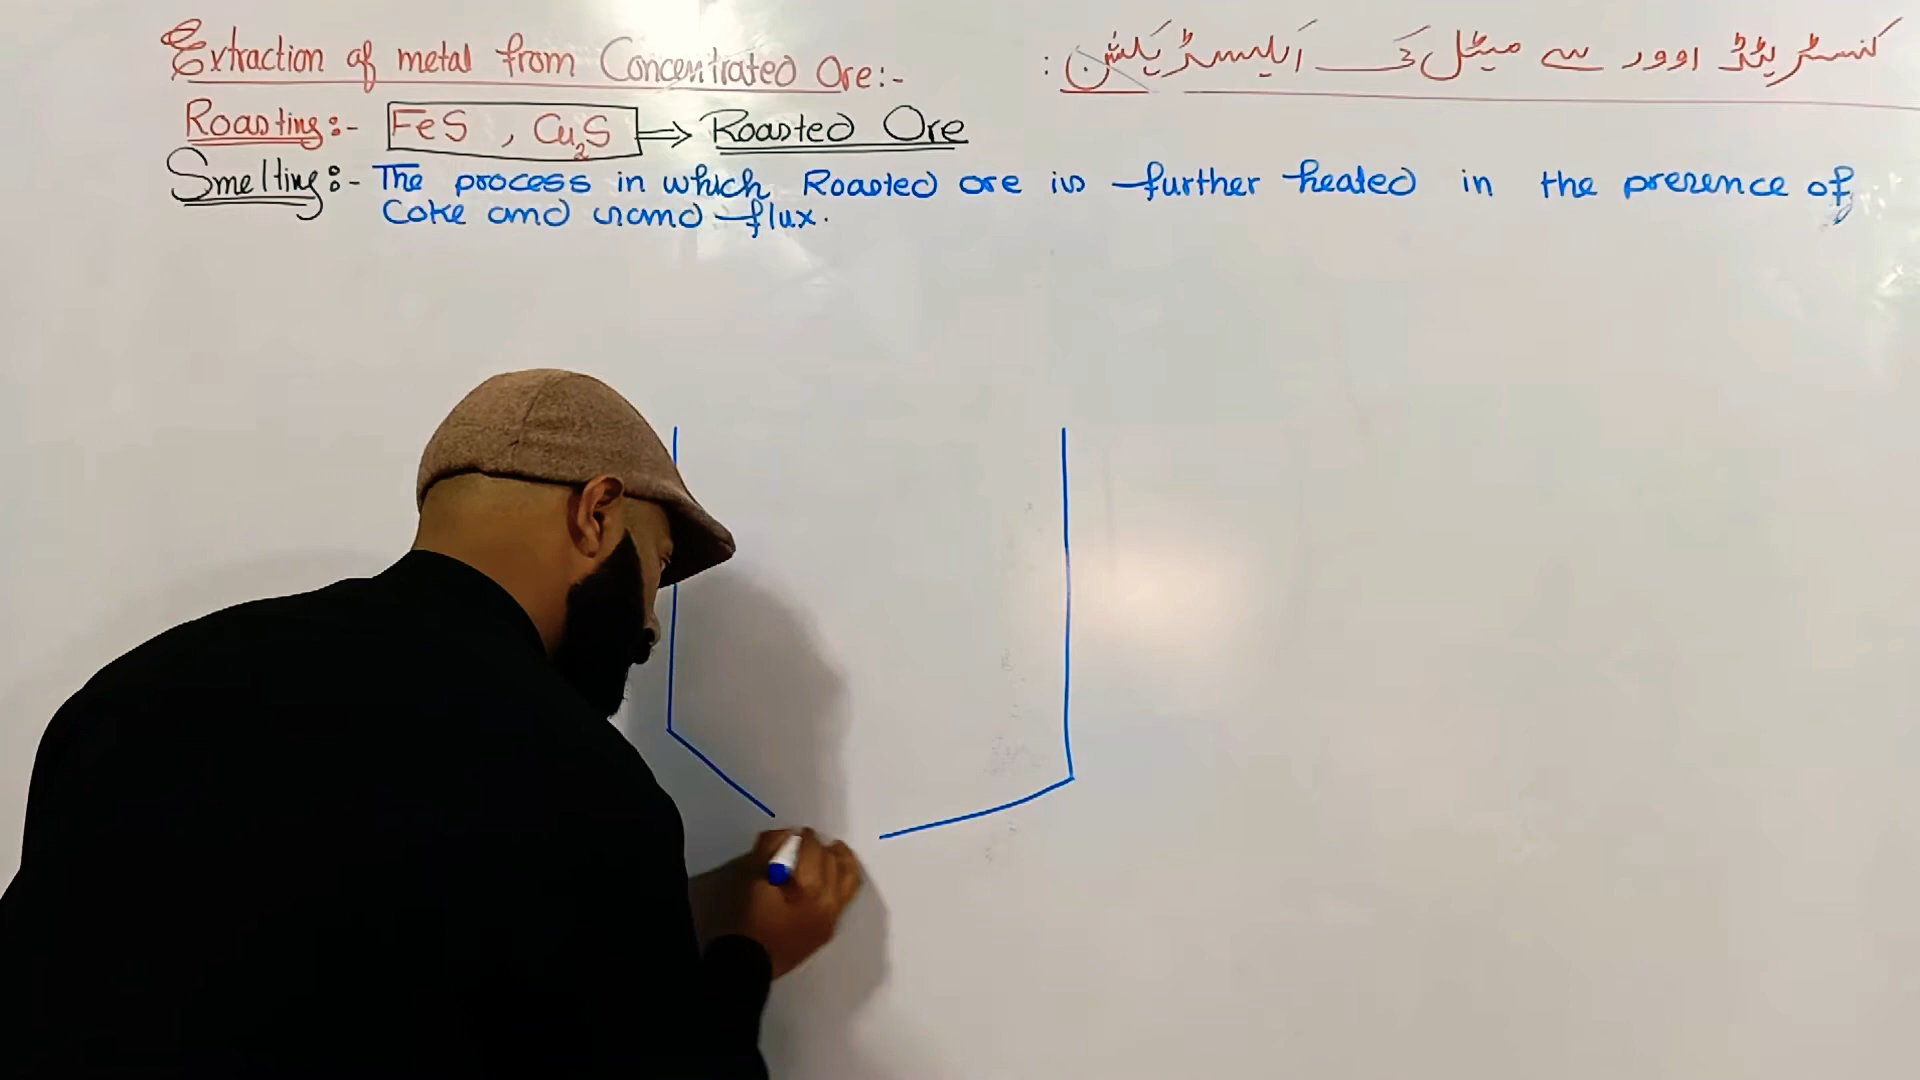 Extraction of metal from Concentrated Ore:-
کنسٹریٹڈ اوور سے میٹل کی ایکسٹریکشن :
Roasting:- FeS , Cu₂S ⇒ Roasted Ore
Smelting:- The process in which Roasted ore is further heated in the presence of
Coke and sand flux.